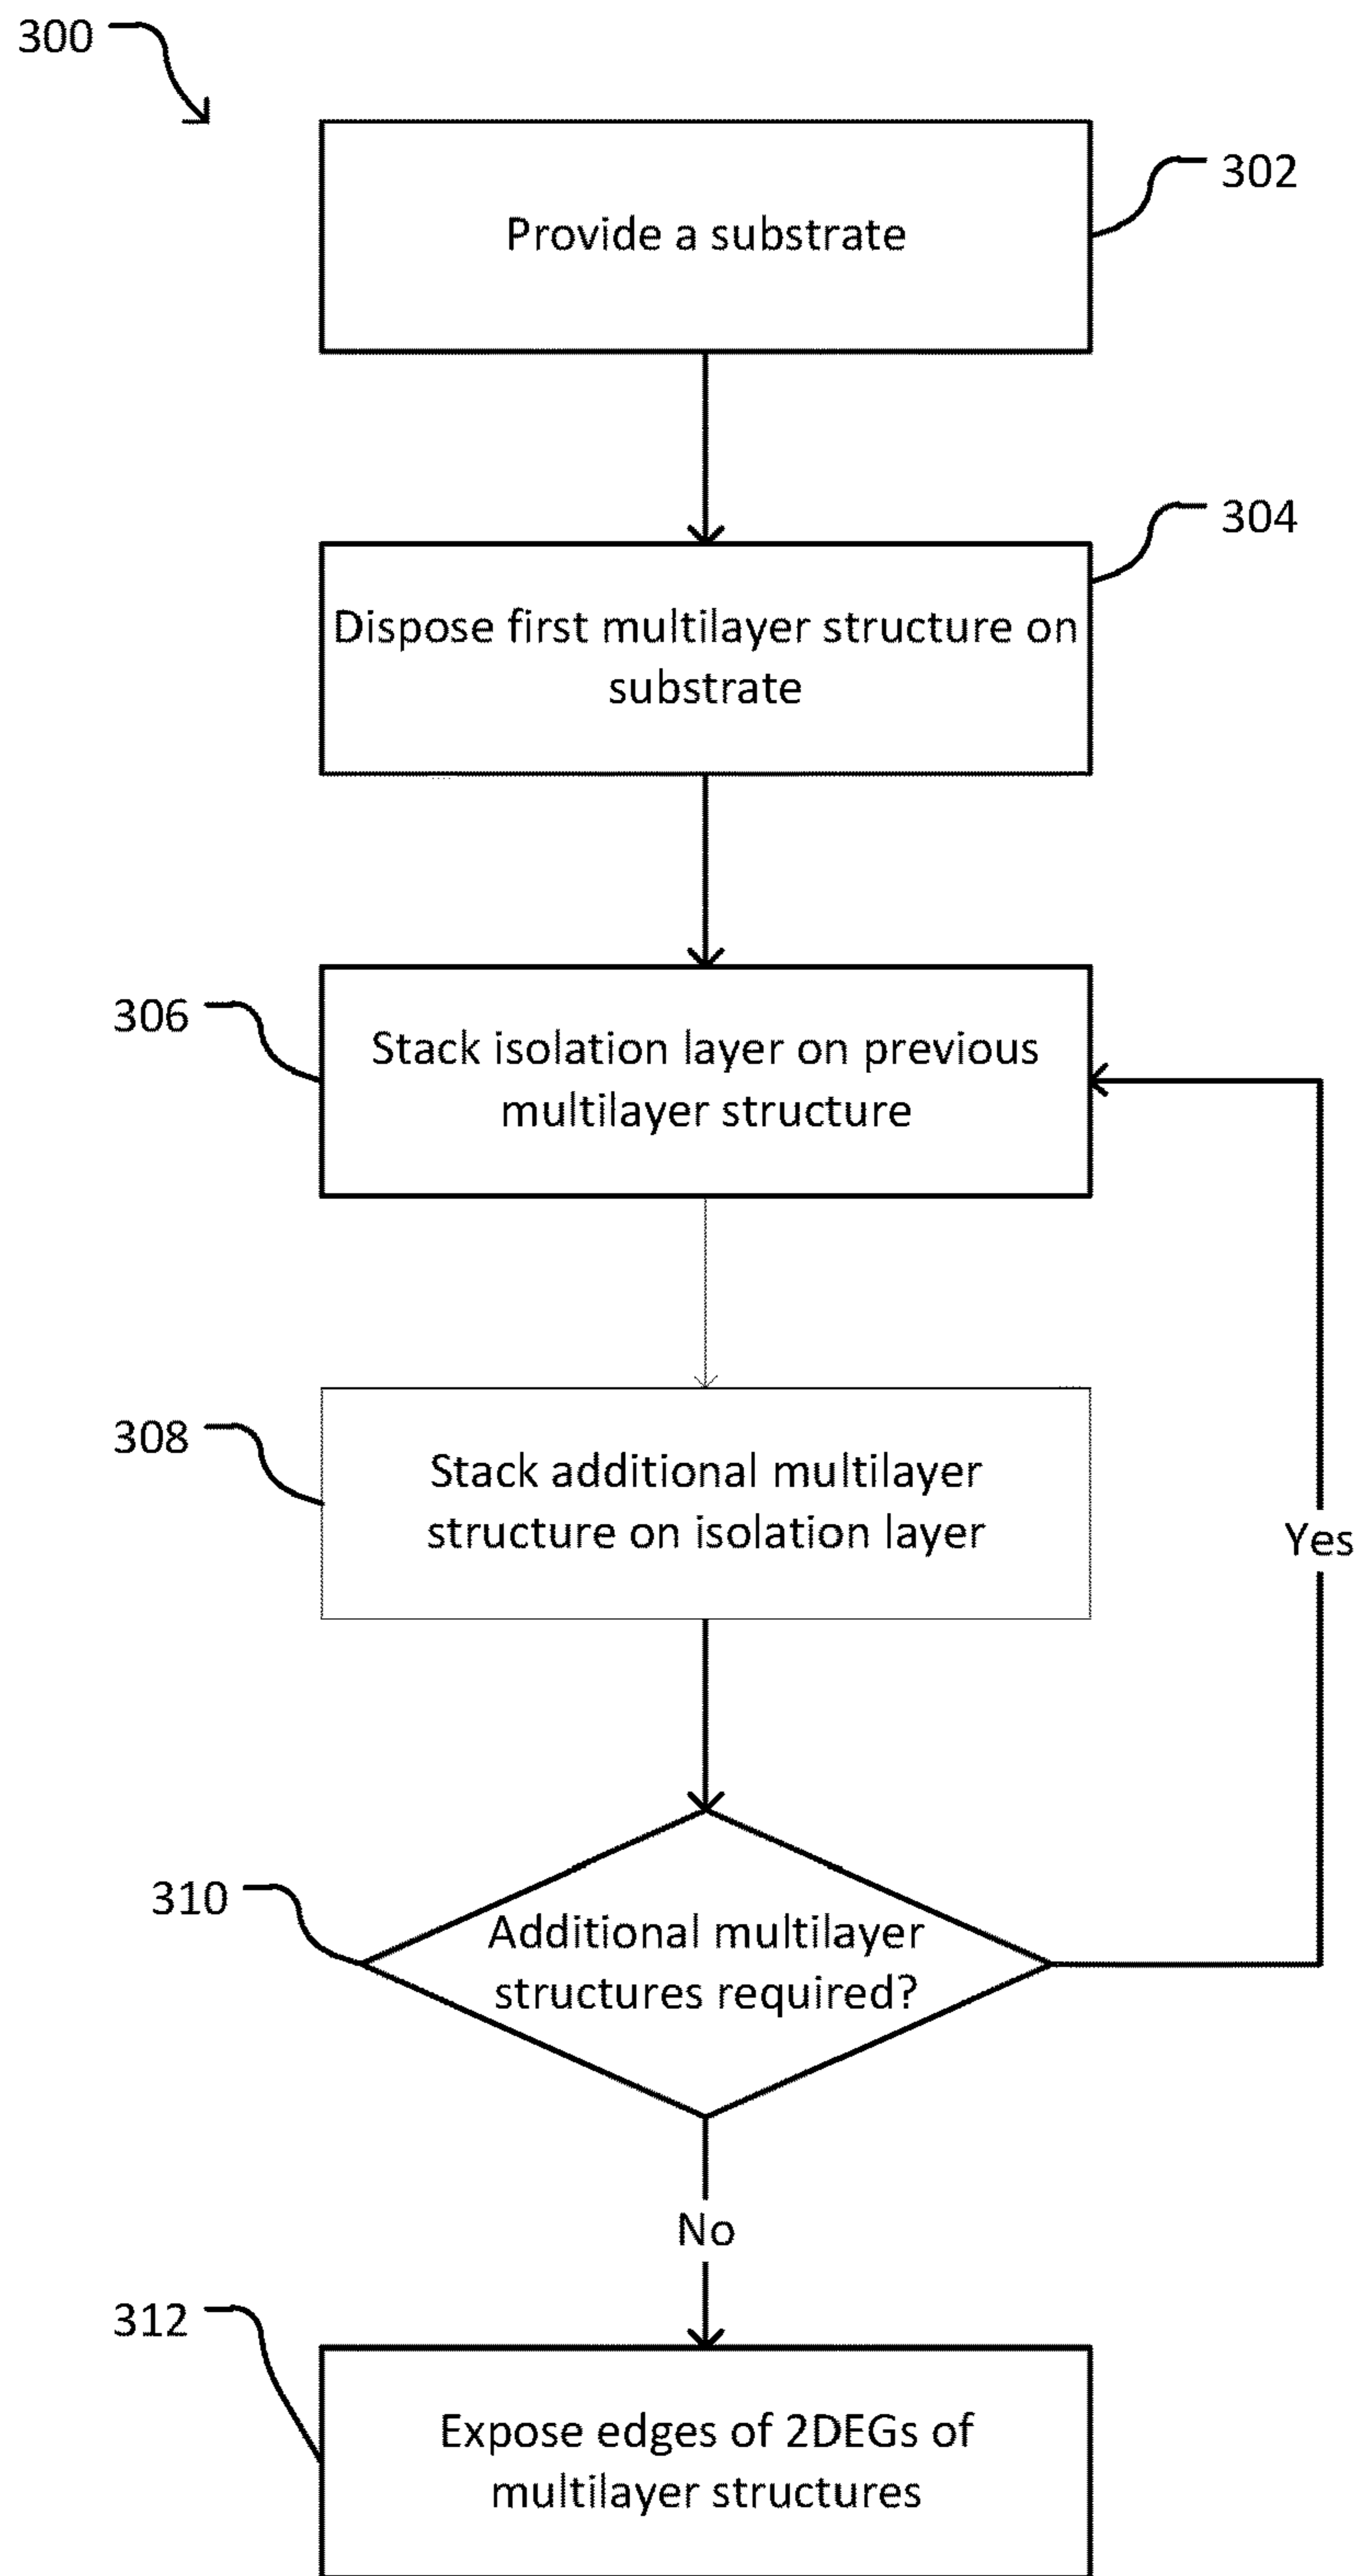 300
302
Provide a substrate
304
Dispose first multilayer structure on
substrate
306
Stack isolation layer on previous
multilayer structure
308
Stack additional multilayer
structure on isolation layer
Yes
310
Additional multilayer
structures required?
No
312
Expose edges of 2DEGs of
multilayer structures